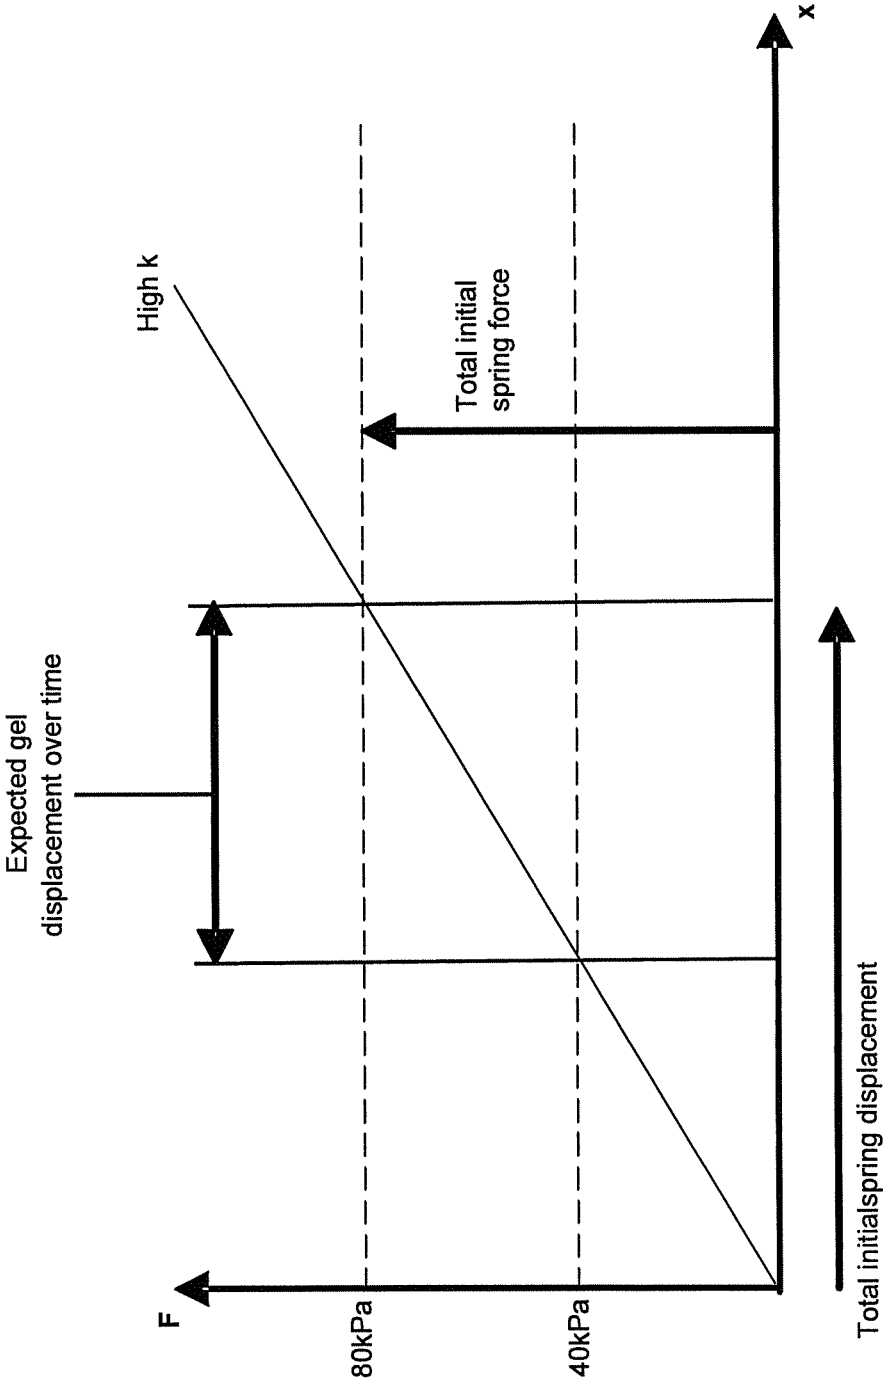 Expected gel
displacement over time
F
80kPa
40kPa
High k
Total initial
spring force
x
Total initialspring displacement